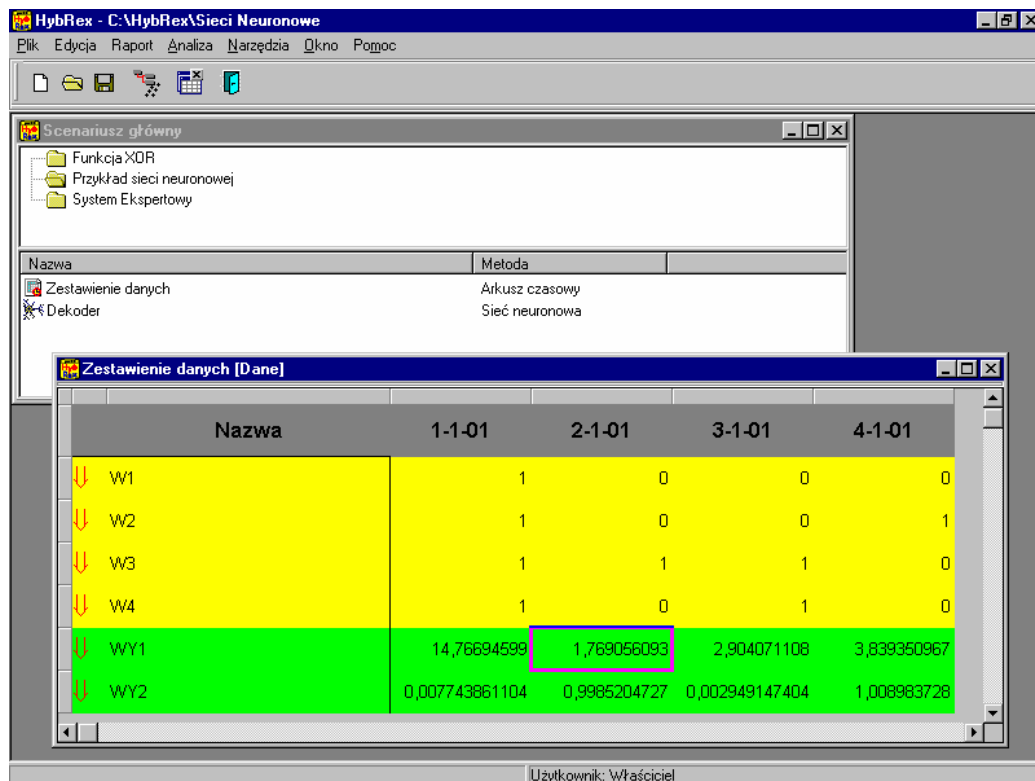 HybRex - C:\HybRex\Sieci Neuronowe
Plik Edycja Raport Analiza Narzędzia Okno Pomoc
Scenariusz główny
Funkcja XOR
Przykład sieci neuronowej
System Ekspertowy
Nazwa Metoda
Zestawienie danych Arkusz czasowy
Dekoder Sieć neuronowa
Zestawienie danych [Dane]
Nazwa 1-1-01 2-1-01 3-1-01 4-1-01
W1 1 0 0 0
W2 1 0 0 1
W3 1 1 1 0
W4 1 0 1 0
WY1 14,76694599 1,769056093 2,904071108 3,839350967
WY2 0,007743861104 0,9985204727 0,002949147404 1,008983728
Użytkownik: Właściciel